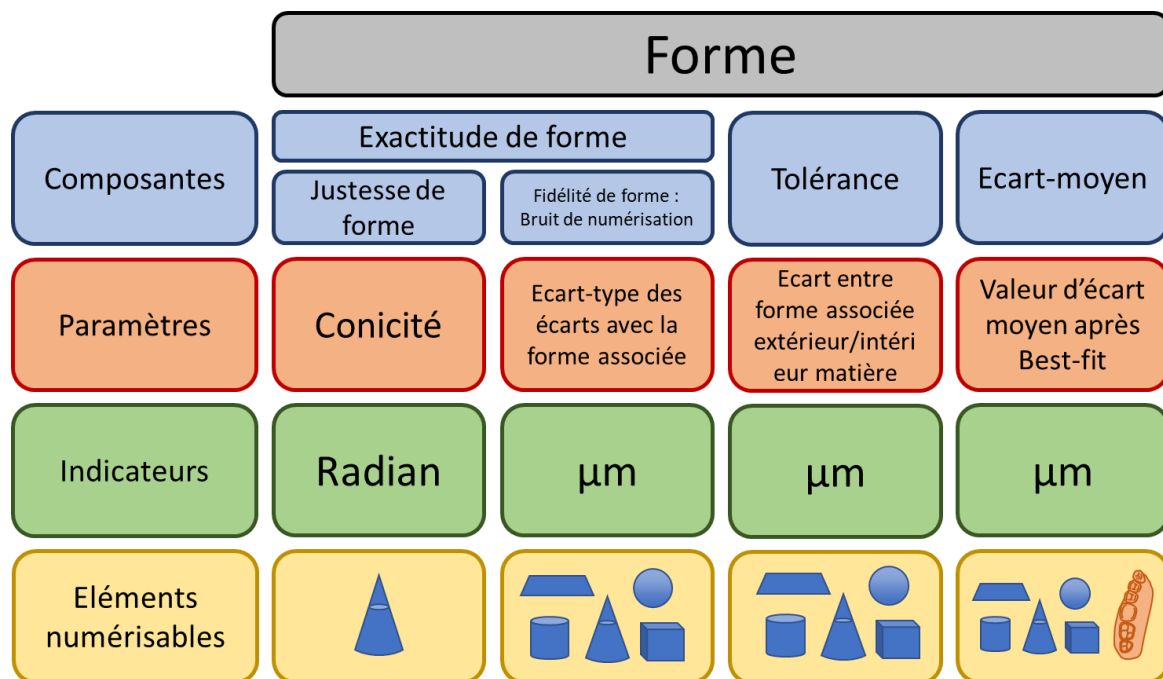 Forme
Composantes
Exactitude de forme
Justesse de
forme
Fidélité de forme :
Bruit de numérisation
Tolérance
Ecart-moyen
Paramètres
Conicité
Ecart-type des
écarts avec la
forme associée
Ecart entre
forme associée
extérieur/intéri
eur matière
Valeur d’écart
moyen après
Best-fit
Indicateurs
Radian
µm
µm
µm
Eléments
numérisables